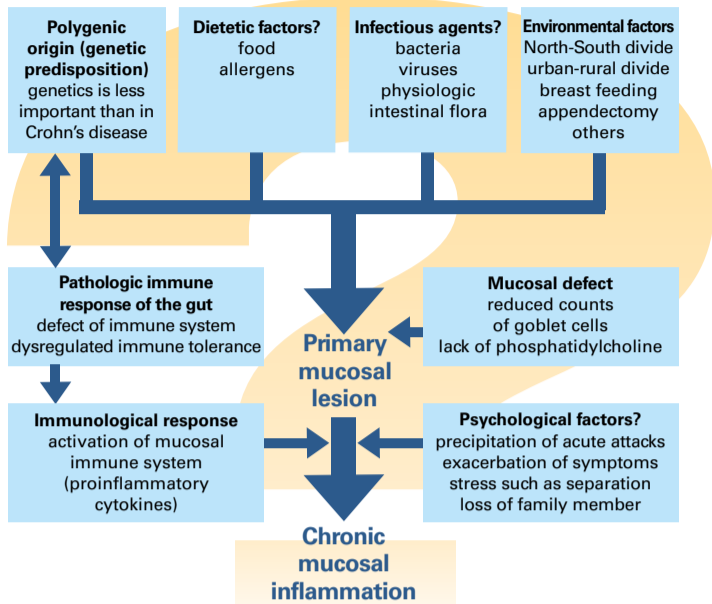 Polygenic
origin (genetic
predisposition)
genetics is less
important than in
Crohn's disease
Dietetic factors?
food
allergens
Infectious agents?
bacteria
viruses
physiologic
intestinal flora
Environmental factors
North-South divide
urban-rural divide
breast feeding
appendectomy
others
Pathologic immune
response of the gut
defect of immune system
dysregulated immune tolerance
Mucosal defect
reduced counts
of goblet cells
lack of phosphatidylcholine
Primary
mucosal
lesion
Immunological response
activation of mucosal
immune system
(proinflammatory
cytokines)
Psychological factors?
precipitation of acute attacks
exacerbation of symptoms
stress such as separation
loss of family member
Chronic
mucosal
inflammation